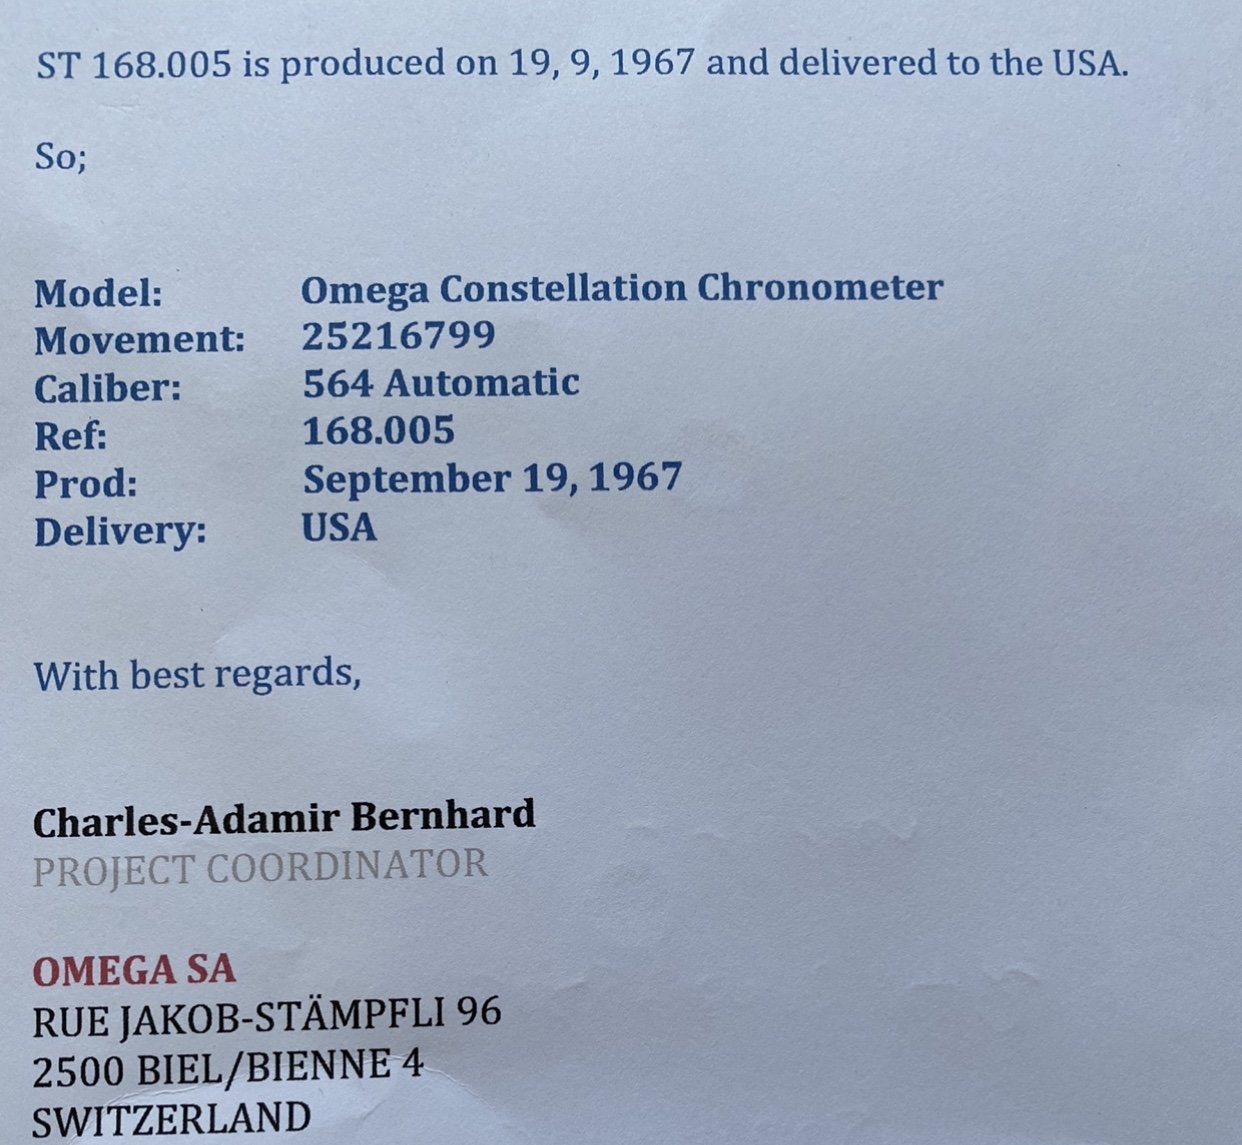 ST 168.005 is produced on 19, 9, 1967 and delivered to the USA.
So;
Model: Omega Constellation Chronometer
Movement: 25216799
Caliber: 564 Automatic
Ref: 168.005
Prod: September 19, 1967
Delivery: USA
With best regards,
Charles-Adamir Bernhard
PROJECT COORDINATOR
OMEGA SA
RUE JAKOB-STÄMPFLI 96
2500 BIEL/BIENNE 4
SWITZERLAND